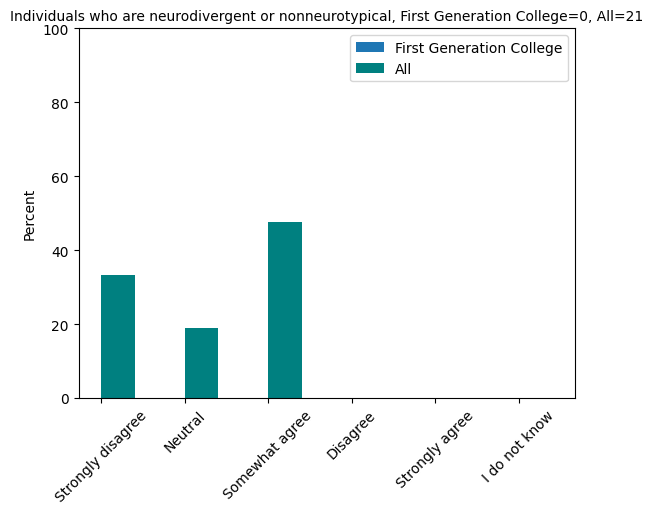 Individuals who are neurodivergent or nonneurotypical, First Generation College=0, All=21
100
80
60
40
20
0
Percent
First Generation College
All
Strongly disagree
Neutral
Somewhat agree
Disagree
Strongly agree
I do not know